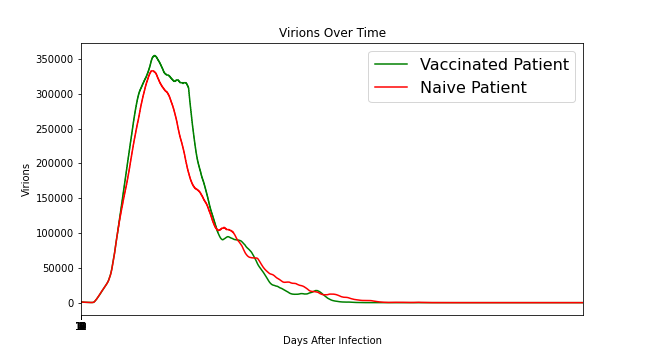 Virions Over Time
Vaccinated Patient
Naive Patient
350000
300000
250000
200000
150000
100000
50000
0
Virions
Days After Infection